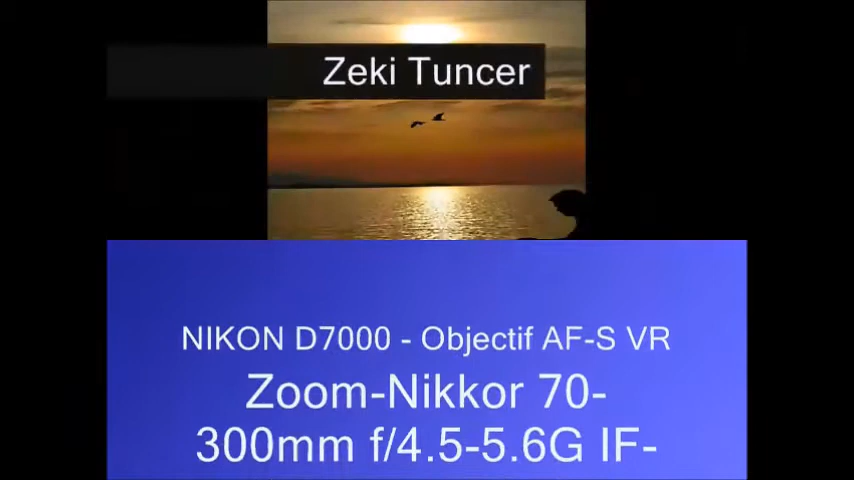 Zeki Tuncer
NIKON D7000 - Objectif AF-S VR
Zoom-Nikkor 70-
300mm f/4.5-5.6G IF-